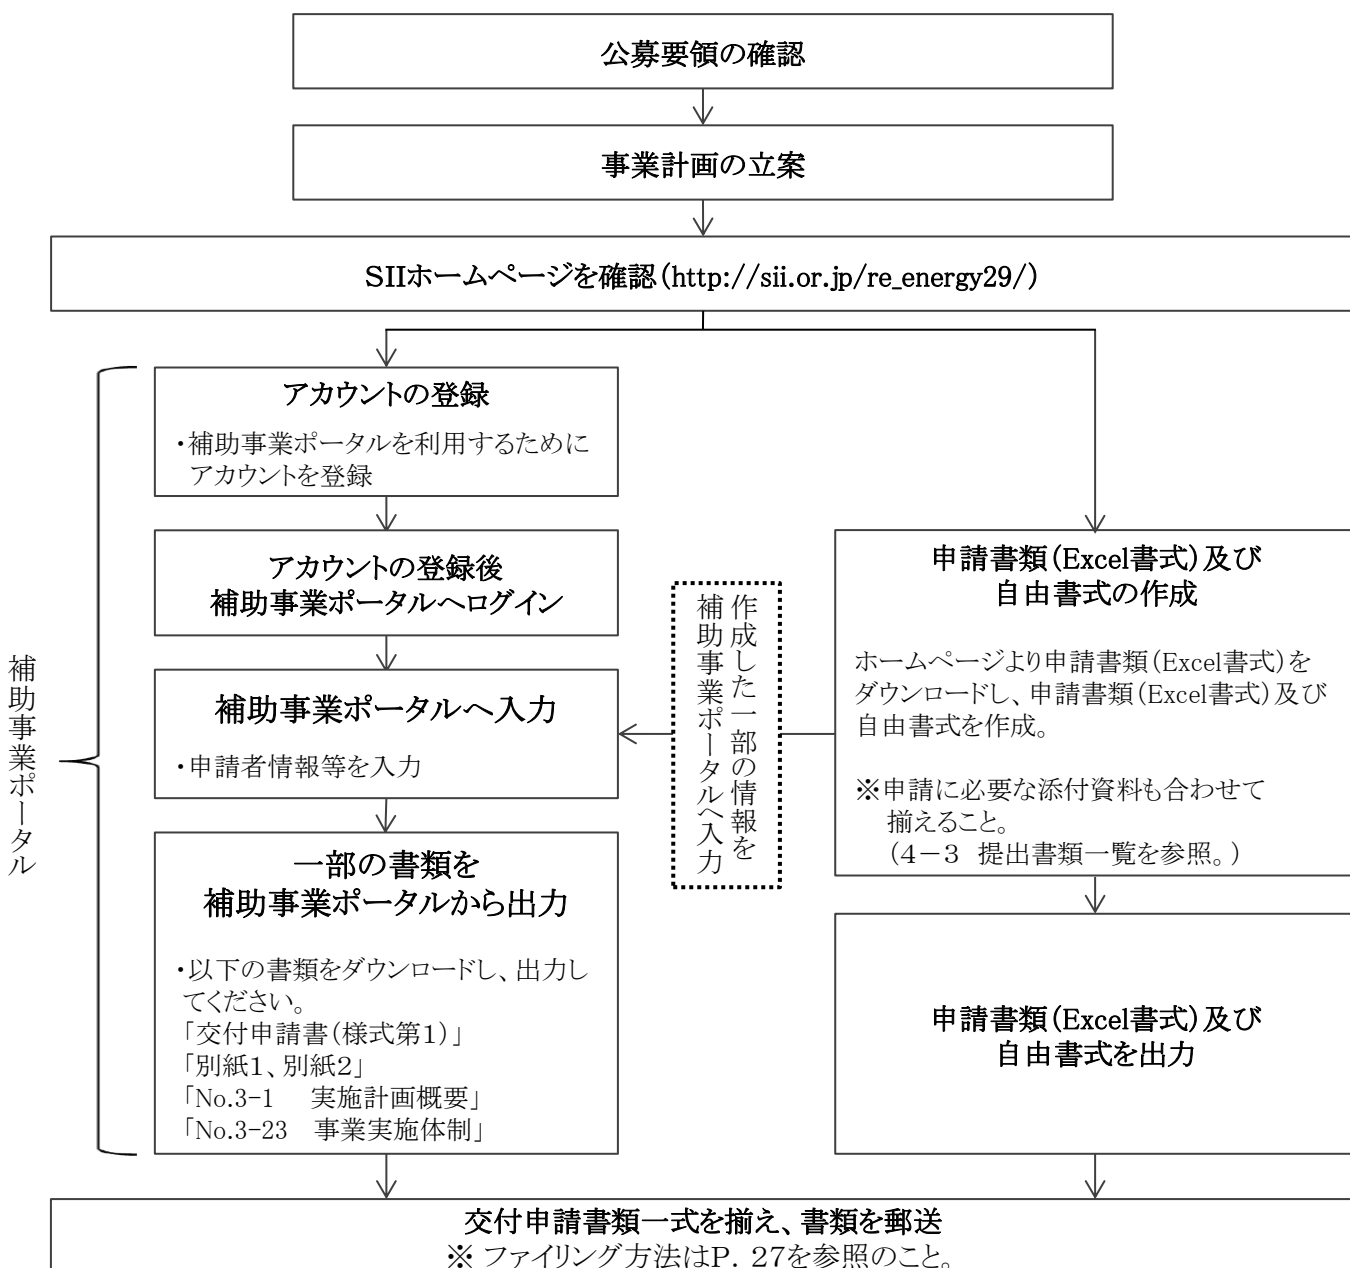 公募要領の確認
事業計画の立案
SIIホームページを確認(http://sii.or.jp/re_energy29/)
補助事業ポータル
アカウントの登録
・補助事業ポータルを利用するために
アカウントを登録
アカウントの登録後
補助事業ポータルへログイン
補助事業ポータルへ入力
・申請者情報等を入力
一部の書類を
補助事業ポータルから出力
・以下の書類をダウンロードし、出力し
てください。
「交付申請書(様式第1)」
「別紙1、別紙2」
「No.3-1　実施計画概要」
「No.3-23　事業実施体制」
作成した一部の情報を
補助事業ポータルへ入力
申請書類(Excel書式)及び
自由書式の作成
ホームページより申請書類(Excel書式)を
ダウンロードし、申請書類(Excel書式)及び
自由書式を作成。
※申請に必要な添付資料も合わせて
揃えること。
(4-3 提出書類一覧を参照。)
申請書類(Excel書式)及び
自由書式を出力
交付申請書類一式を揃え、書類を郵送
※ ファイリング方法はP. 27を参照のこと。